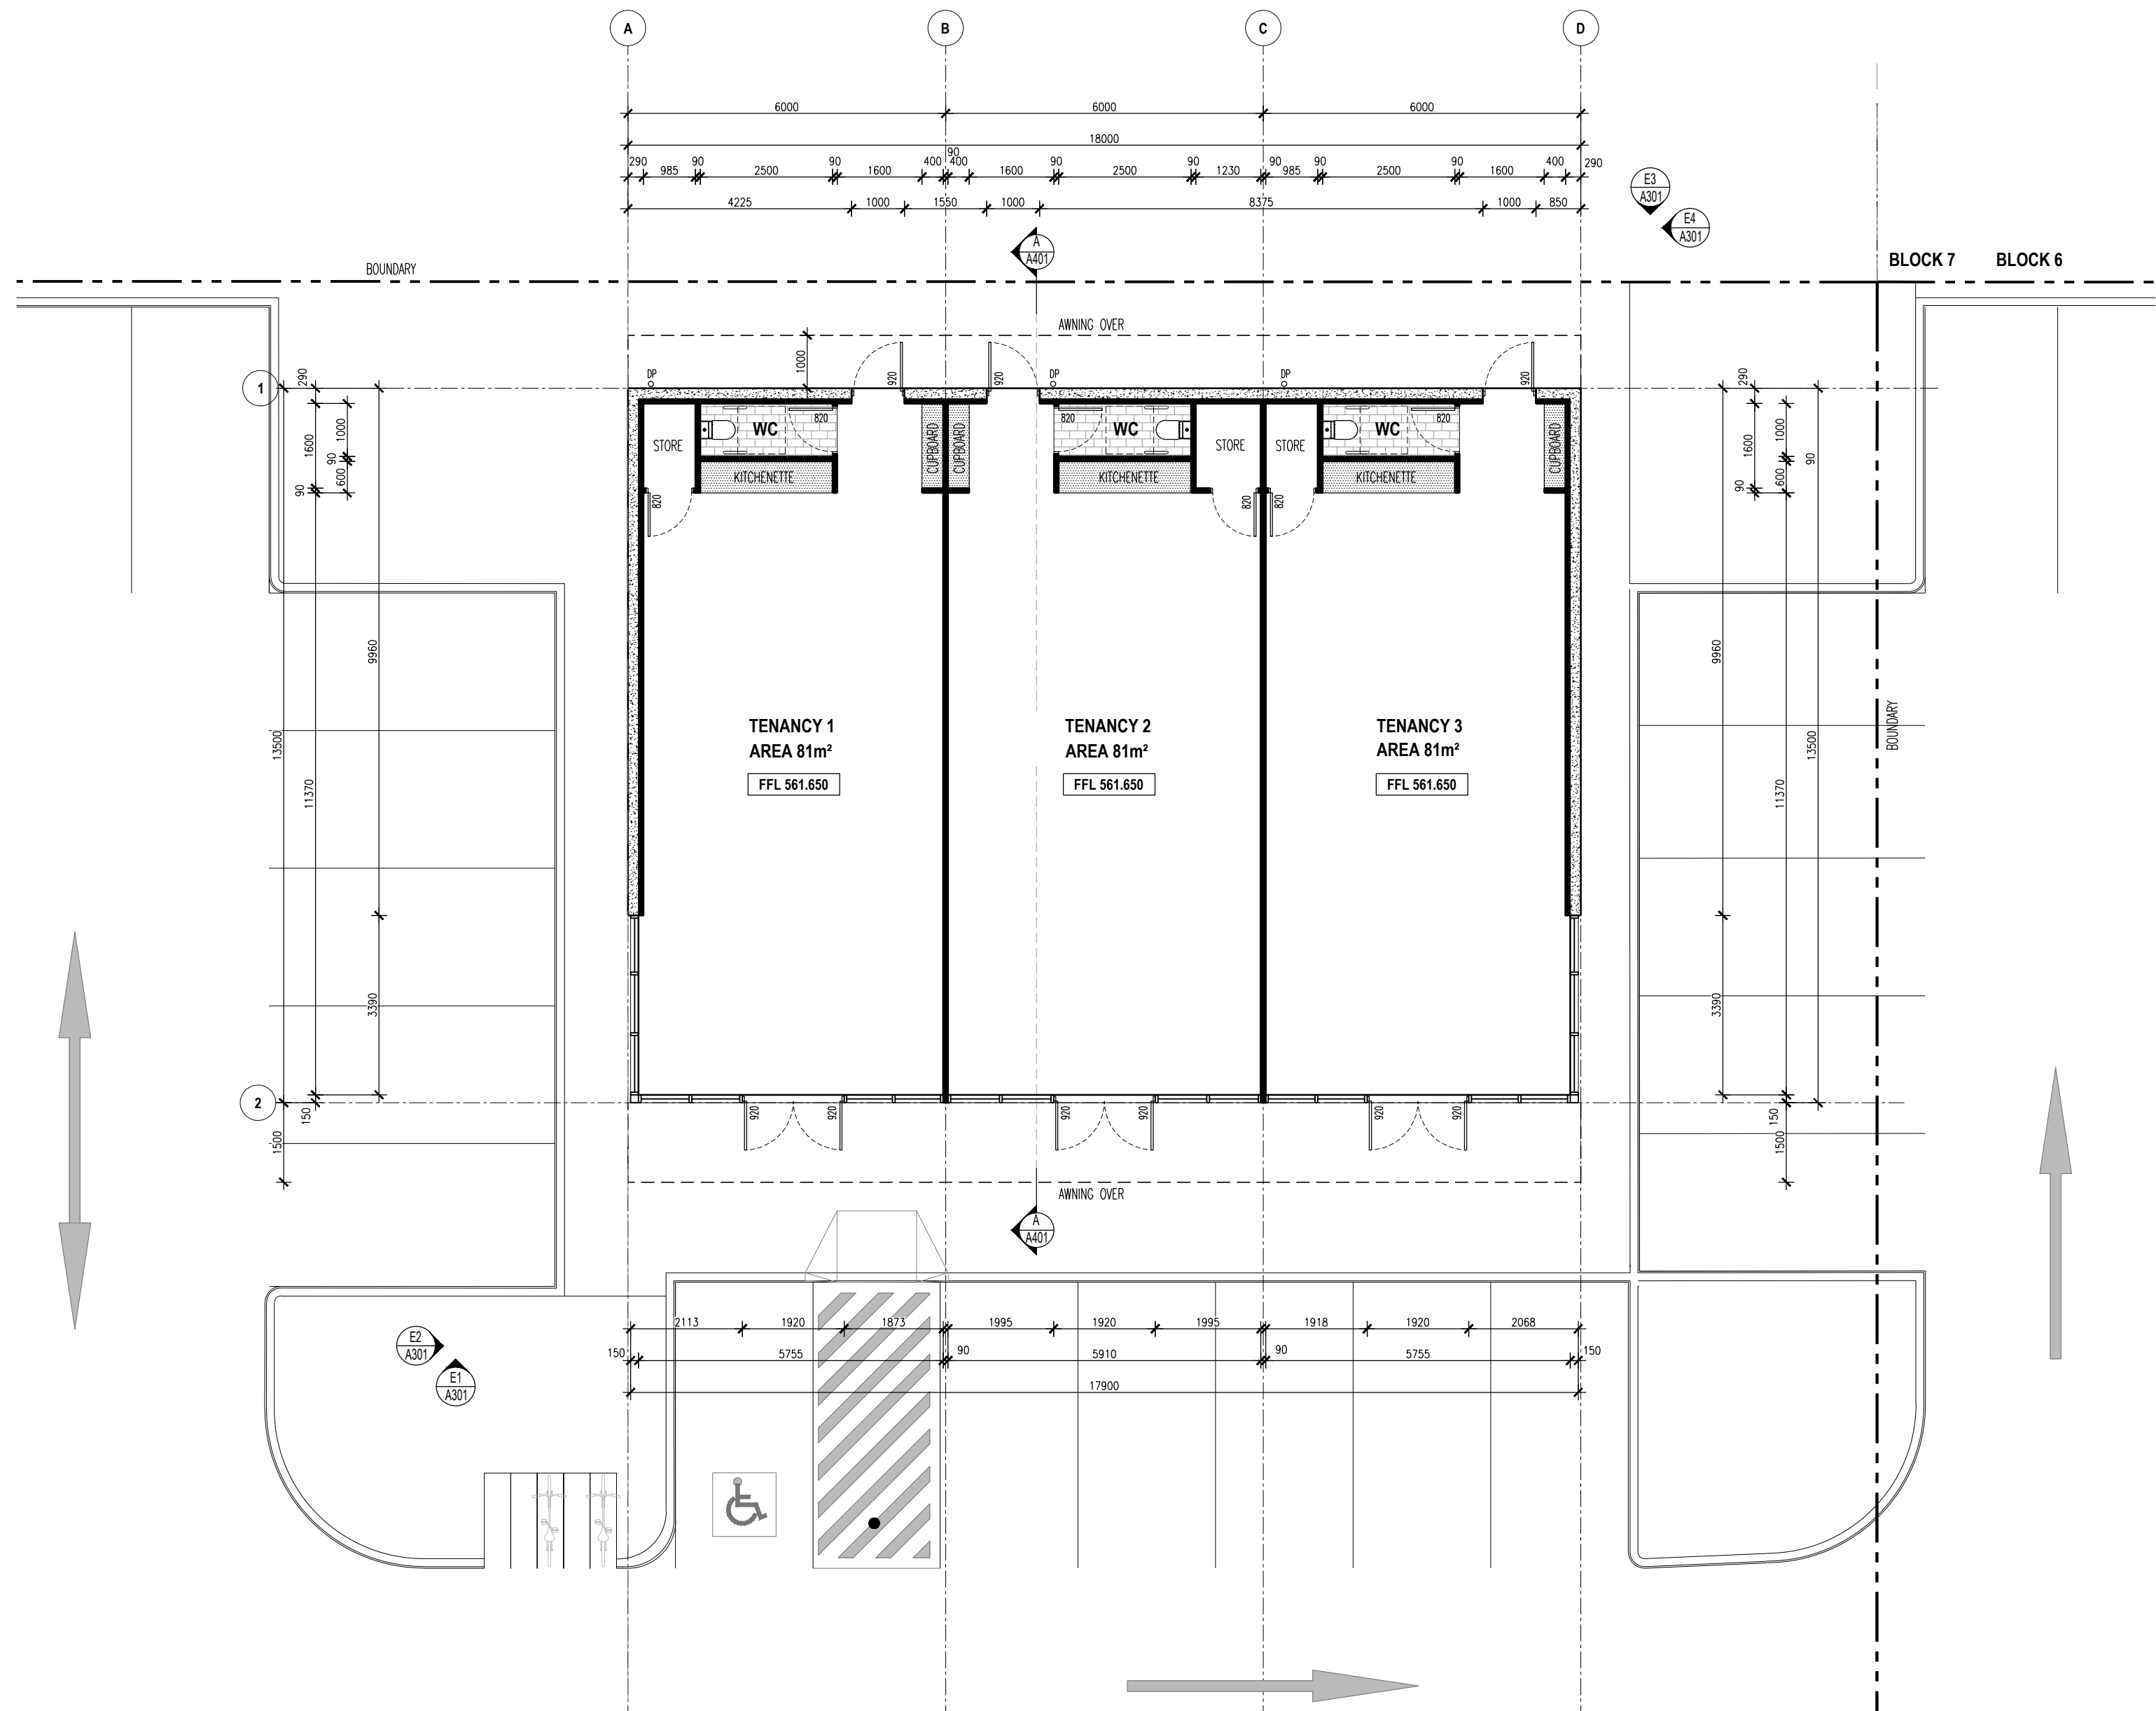 A B C D
6000 6000 6000
18000
90
290 985 90 2500 90 1600 400 400 1600 90 2500 90 1230 90 985 90 2500 90 1600 400 290
4225 1000 1550 1000 8375 1000 850
E3
A301
E4
A301
A
A401
BOUNDARY
BLOCK 7 BLOCK 6
AWNING OVER
1000
1
290
DP DP DP
920 920 920
290
1600 1000
90
600
90
STORE WC 820 CUPBOARD CUPBOARD 820 WC STORE STORE WC 820 CUPBOARD
KITCHENETTE KITCHENETTE KITCHENETTE
820 820 820
1600 1000 90
90
600
9960
13500
11370
3390
TENANCY 1
AREA 81m²
FFL 561.650
TENANCY 2
AREA 81m²
FFL 561.650
TENANCY 3
AREA 81m²
FFL 561.650
9960
11370
13500
3390
BOUNDARY
2
150
1500
920 920 920 920 920 920
150
1500
AWNING OVER
A
A401
E2
A301
E1
A301
2113 1920 1873 1995 1920 1995 1918 1920 2068
150 5755 90 5910 90 5755 150
17900